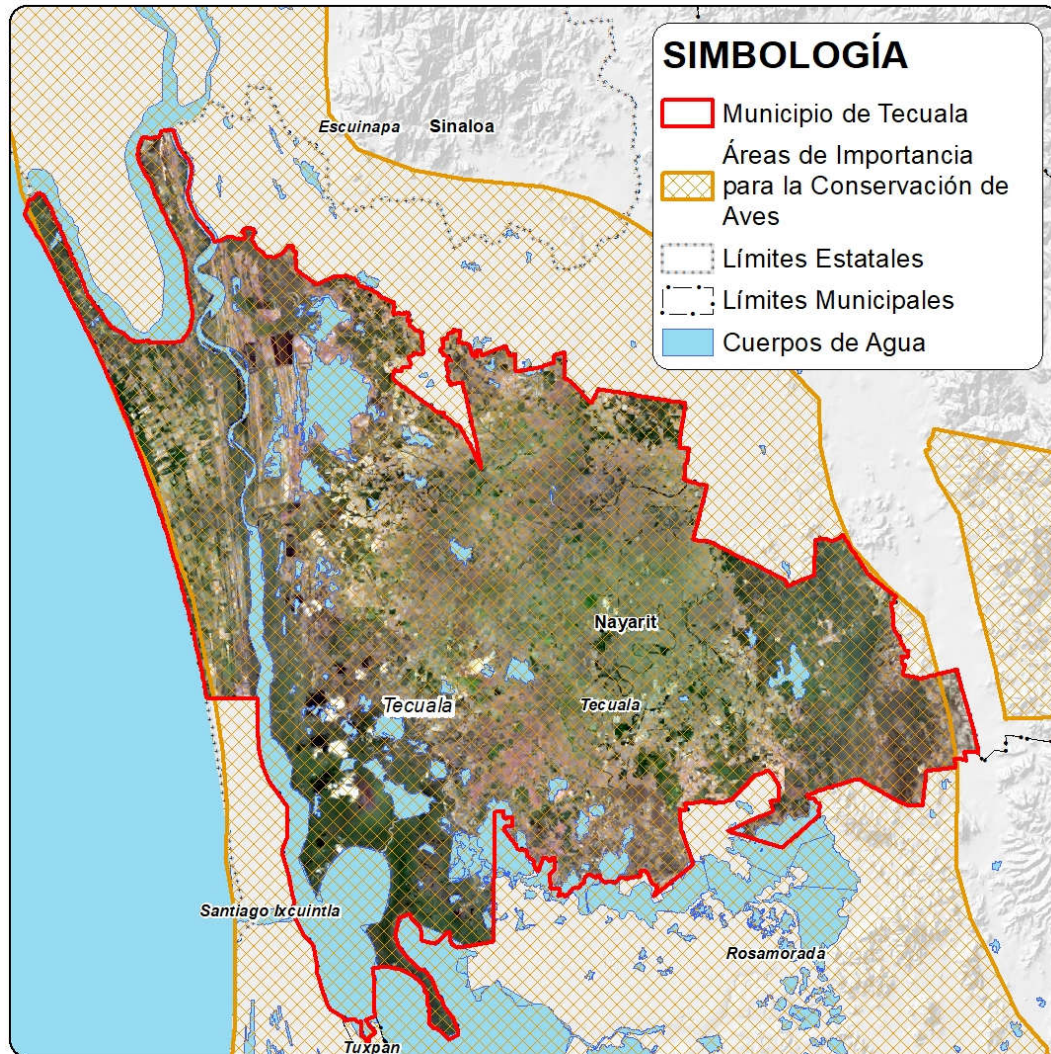 SIMBOLOGÍA
Municipio de Tecuala
Áreas de Importancia
para la Conservación de
Aves
Límites Estatales
Límites Municipales
Cuerpos de Agua
Escuinapa
Sinaloa
Nayarit
Tecuala
Tecuala
Santiago Ixcuintla
Rosamorada
Tuxpan